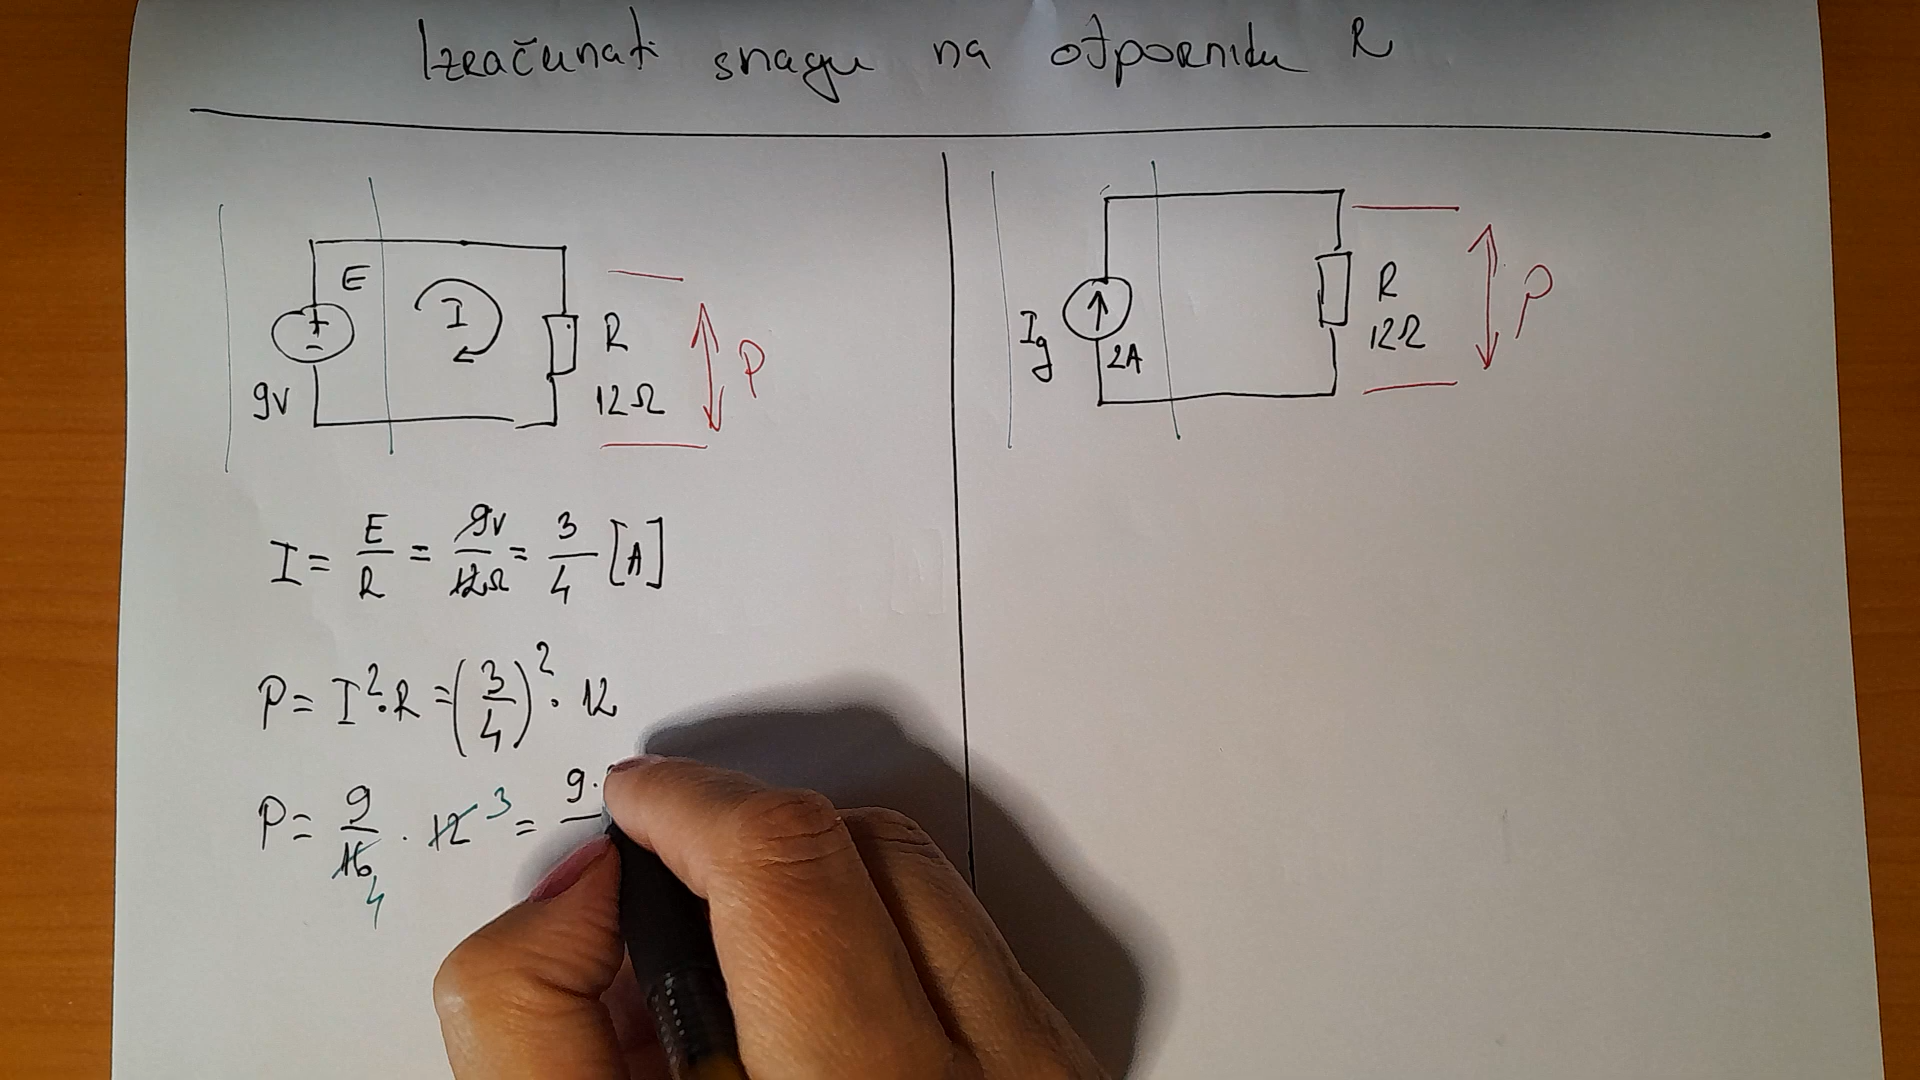 Izračunati snagu na otporniku R
E
I
R
9V
12Ω
P
I = E/R = 9V/12Ω = 3/4 [A]
P = I²·R = (3/4)²·12
P = 9/16 · 12 3 = 9·
4
R
Ig
12Ω
2A
P